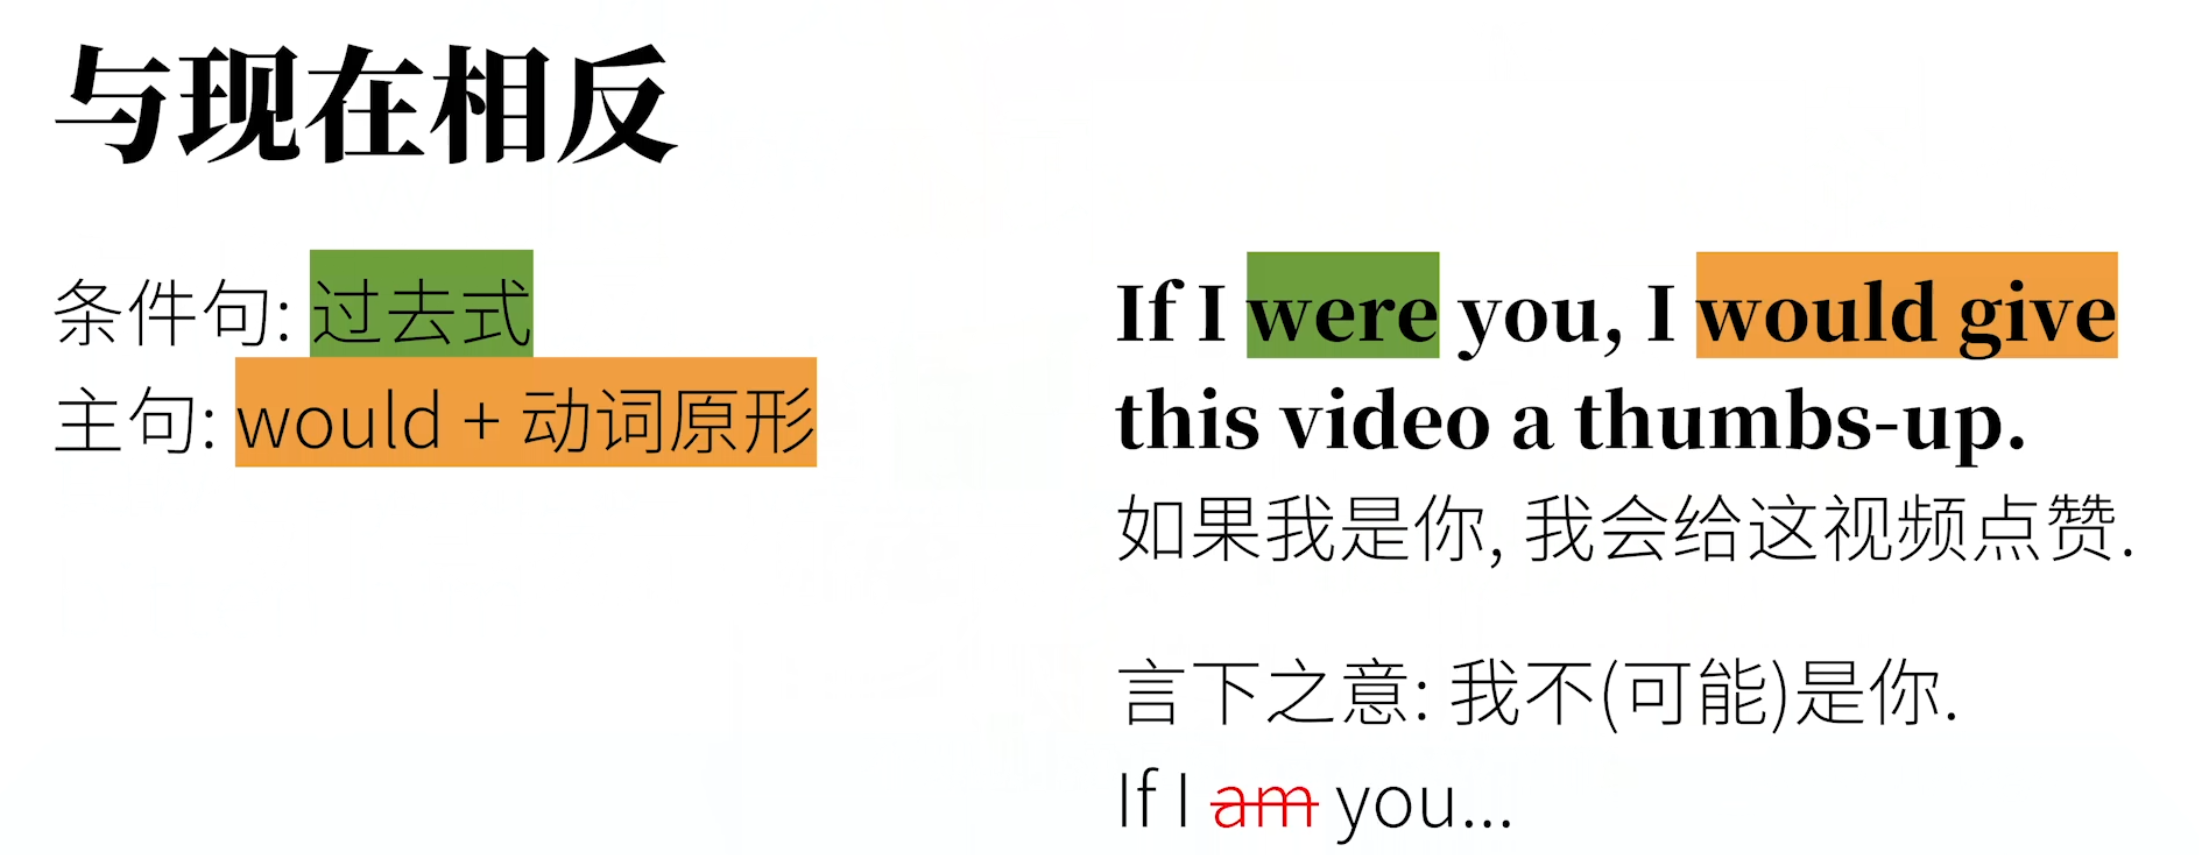 与现在相反
条件句: 过去式
主句: would + 动词原形
If I were you, I would give
this video a thumbs-up.
如果我是你, 我会给这视频点赞.
言下之意: 我不(可能)是你.
If I am you...